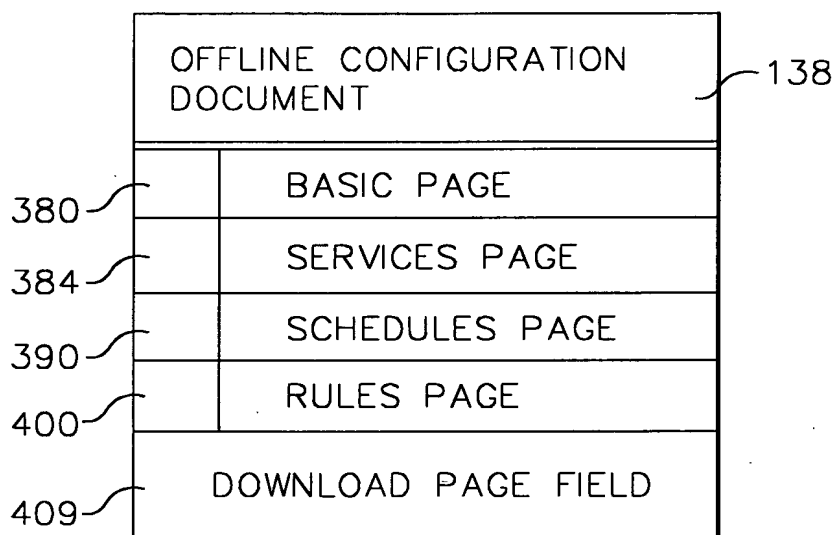 OFFLINE CONFIGURATION
DOCUMENT
138
380
BASIC PAGE
384
SERVICES PAGE
390
SCHEDULES PAGE
400
RULES PAGE
409
DOWNLOAD PAGE FIELD